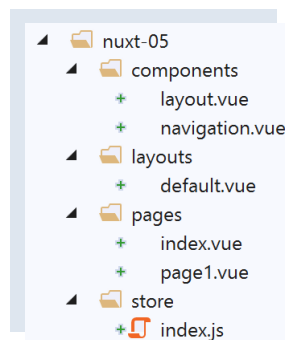 nuxt-05
components
layout.vue
navigation.vue
layouts
default.vue
pages
index.vue
page1.vue
store
index.js